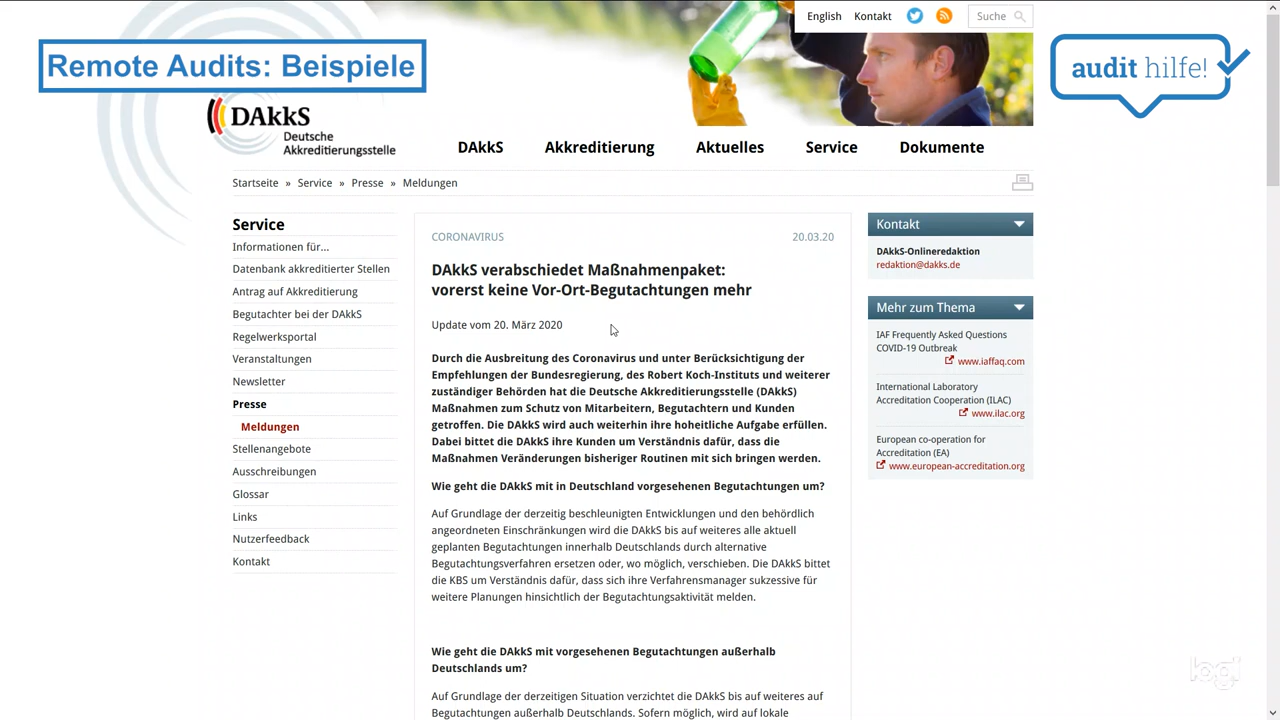 Remote Audits: Beispiele
English Kontakt Suche
audit hilfe!
DAkkS
Deutsche
Akkreditierungsstelle
DAkkS Akkreditierung Aktuelles Service Dokumente
Startseite » Service » Presse » Meldungen
Service
Informationen für...
Datenbank akkreditierter Stellen
Antrag auf Akkreditierung
Begutachter bei der DAkkS
Regelwerksportal
Veranstaltungen
Newsletter
Presse
Meldungen
Stellenangebote
Ausschreibungen
Glossar
Links
Nutzerfeedback
Kontakt
CORONAVIRUS 20.03.20
DAkkS verabschiedet Maßnahmenpaket:
vorerst keine Vor-Ort-Begutachtungen mehr
Update vom 20. März 2020
Durch die Ausbreitung des Coronavirus und unter Berücksichtigung der
Empfehlungen der Bundesregierung, des Robert Koch-Instituts und weiterer
zuständiger Behörden hat die Deutsche Akkreditierungsstelle (DAkkS)
Maßnahmen zum Schutz von Mitarbeitern, Begutachtern und Kunden
getroffen. Die DAkkS wird auch weiterhin ihre hoheitliche Aufgabe erfüllen.
Dabei bittet die DAkkS ihre Kunden um Verständnis dafür, dass die
Maßnahmen Veränderungen bisheriger Routinen mit sich bringen werden.
Wie geht die DAkkS mit in Deutschland vorgesehenen Begutachtungen um?
Auf Grundlage der derzeitig beschleunigten Entwicklungen und den behördlich
angeordneten Einschränkungen wird die DAkkS bis auf weiteres alle aktuell
geplanten Begutachtungen innerhalb Deutschlands durch alternative
Begutachtungsverfahren ersetzen oder, wo möglich, verschieben. Die DAkkS bittet
die KBS um Verständnis dafür, dass sich ihre Verfahrensmanager sukzessive für
weitere Planungen hinsichtlich der Begutachtungsaktivität melden.
Wie geht die DAkkS mit vorgesehenen Begutachtungen außerhalb
Deutschlands um?
Auf Grundlage der derzeitigen Situation verzichtet die DAkkS bis auf weiteres auf
Begutachtungen außerhalb Deutschlands. Sofern möglich, wird auf lokale
Kontakt
DAkkS-Onlineredaktion
redaktion@dakks.de
Mehr zum Thema
IAF Frequently Asked Questions
COVID-19 Outbreak
www.iaffaq.com
International Laboratory
Accreditation Cooperation (ILAC)
www.ilac.org
European co-operation for
Accreditation (EA)
www.european-accreditation.org
logi